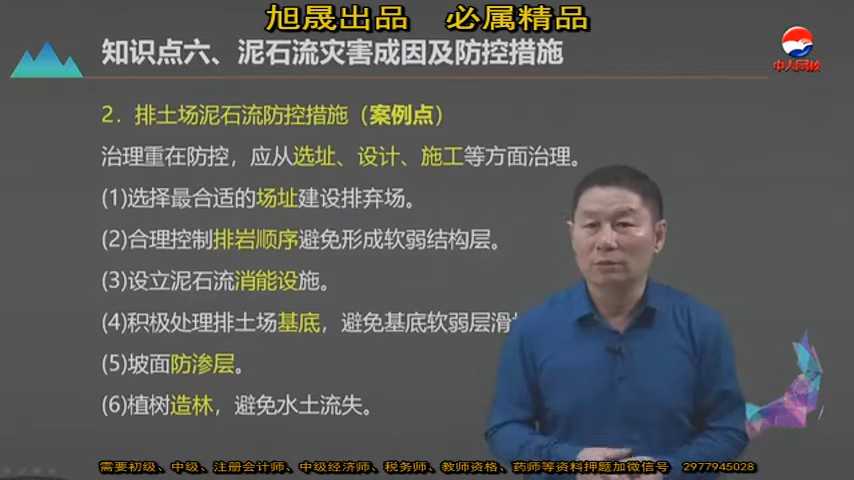 旭晟出品 必属精品
知识点六、泥石流灾害成因及防控措施
中大网校
2．排土场泥石流防控措施（案例点）
治理重在防控，应从选址、设计、施工等方面治理。
(1)选择最合适的场址建设排弃场。
(2)合理控制排岩顺序避免形成软弱结构层。
(3)设立泥石流消能设施。
(4)积极处理排土场基底，避免基底软弱层滑
(5)坡面防渗层。
(6)植树造林，避免水土流失。
需要初级、中级、注册会计师、中级经济师、税务师、教师资格、药师等资料押题加微信号 2977945028